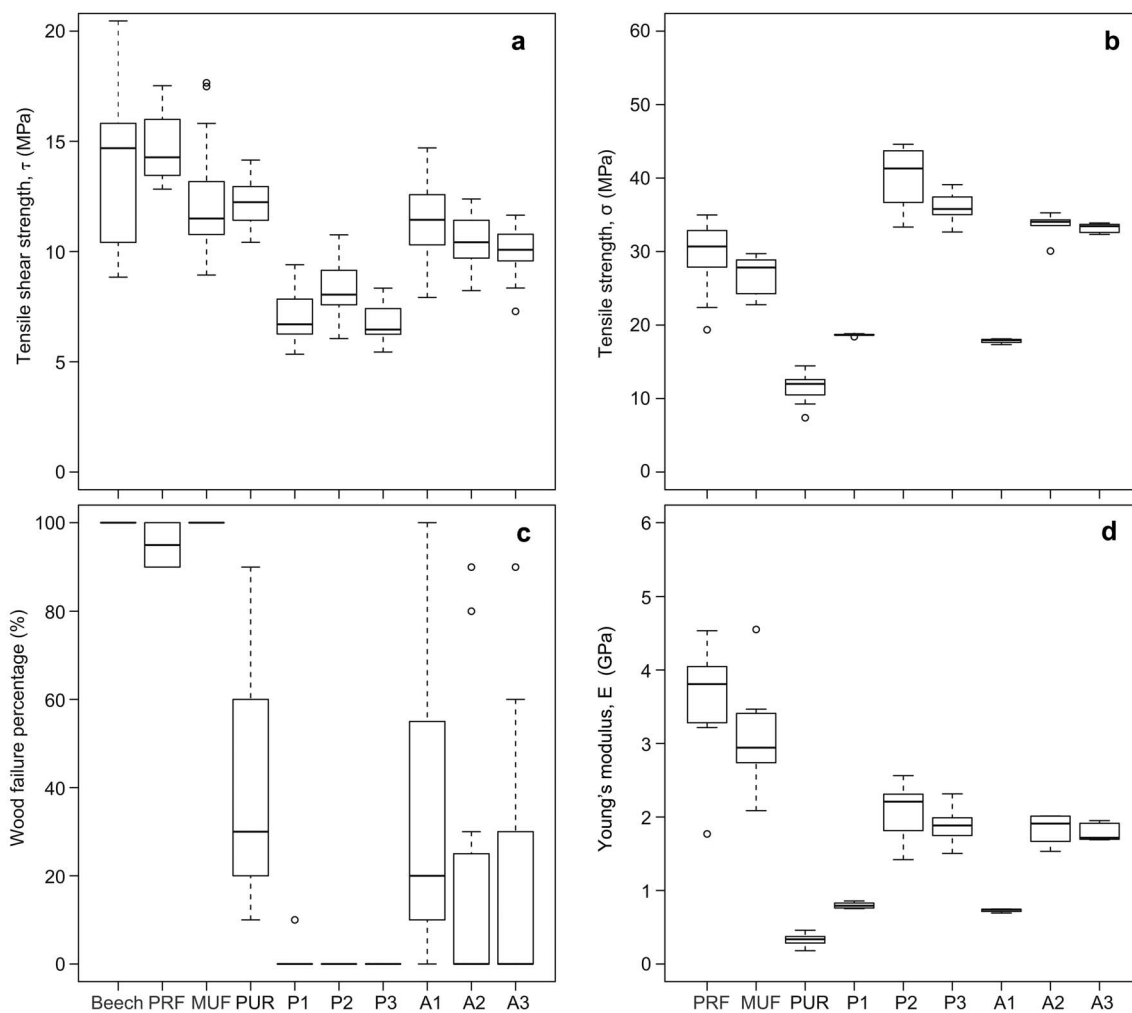 a
Tensile shear strength, τ (MPa)
20
15
10
5
0
b
Tensile strength, σ (MPa)
60
50
40
30
20
10
0
c
Wood failure percentage (%)
100
80
60
40
20
0
Beech PRF MUF PUR P1 P2 P3 A1 A2 A3
d
Young's modulus, E (GPa)
6
5
4
3
2
1
0
PRF MUF PUR P1 P2 P3 A1 A2 A3